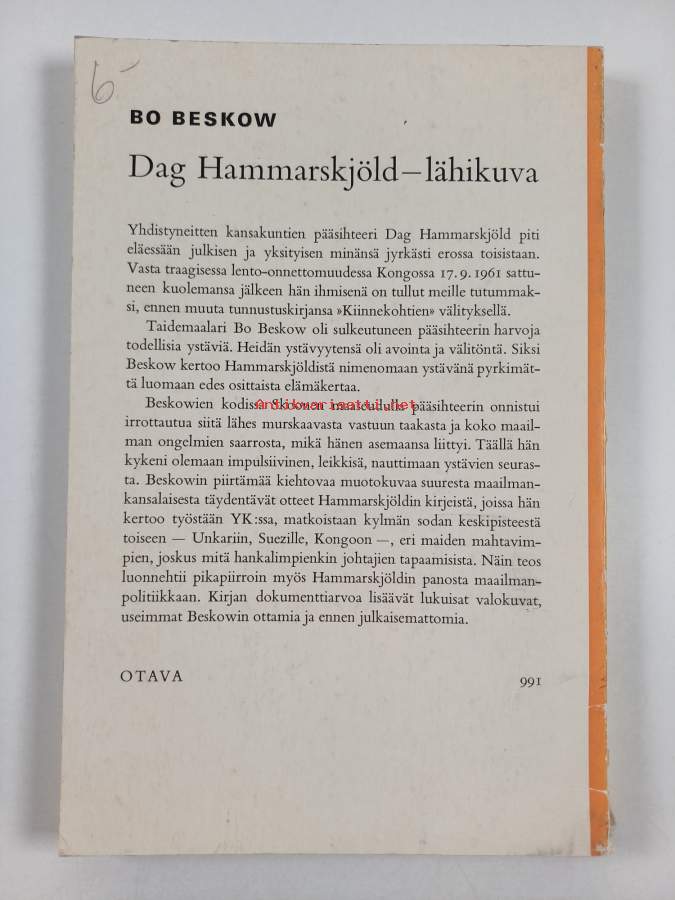 6-
BO BESKOW
Dag Hammarskjöld – lähikuva
Yhdistyneitten kansakuntien pääsihteeri Dag Hammarskjöld piti
eläessään julkisen ja yksityisen minänsä jyrkästi erossa toisistaan.
Vasta traagisessa lento-onnettomuudessa Kongossa 17.9.1961 sattu-
neen kuolemansa jälkeen hän ihmisenä on tullut meille tutummak-
si, ennen muuta tunnustuskirjansa »Kiinnekohtien» välityksellä.
Taidemaalari Bo Beskow oli sulkeutuneen pääsihteerin harvoja
todellisia ystäviä. Heidän ystävyytensä oli avointa ja välitöntä. Siksi
Beskow kertoo Hammarskjöldistä nimenomaan ystävänä pyrkimät-
tä luomaan edes osittaista elämäkertaa.
Beskowien kodissa Skoonen maaseudulla pääsihteerin onnistui
Antikvariaattiui.net
irrottautua siitä lähes murskaavasta vastuun taakasta ja koko maail-
man ongelmien saarrosta, mikä hänen asemaansa liittyi. Täällä hän
kykeni olemaan impulsiivinen, leikkisä, nauttimaan ystävien seuras-
ta. Beskowin piirtämää kiehtovaa muotokuvaa suuresta maailman-
kansalaisesta täydentävät otteet Hammarskjöldin kirjeistä, joissa hän
kertoo työstään YK:ssa, matkoistaan kylmän sodan keskipisteestä
toiseen — Unkariin, Suezille, Kongoon —, eri maiden mahtavim-
pien, joskus mitä hankalimpienkin johtajien tapaamisista. Näin teos
luonnehtii pikapiirroin myös Hammarskjöldin panosta maailman-
politiikkaan. Kirjan dokumenttiarvoa lisäävät lukuisat valokuvat,
useimmat Beskowin ottamia ja ennen julkaisemattomia.
OTAVA
991